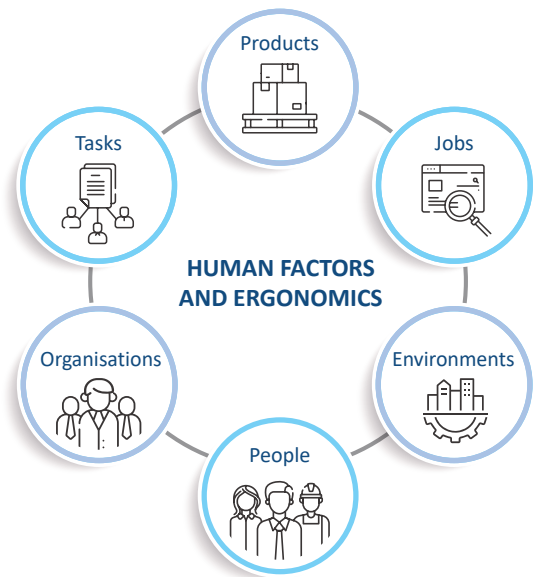 Products
Tasks
Jobs
HUMAN FACTORS
AND ERGONOMICS
Organisations
Environments
People